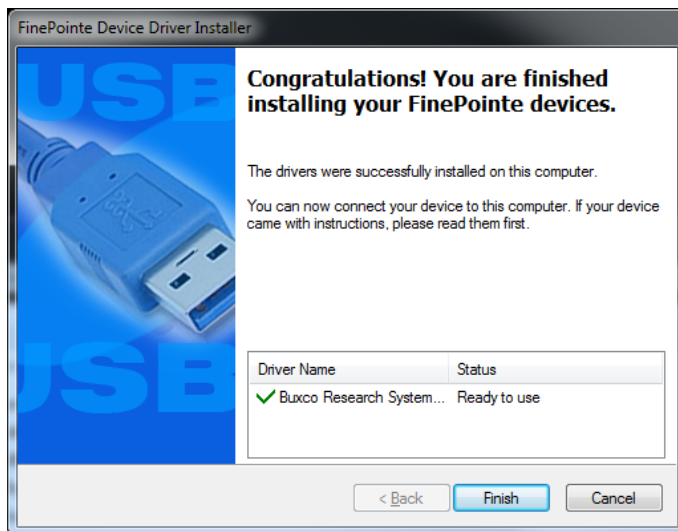 FinePointe Device Driver Installer
USB
Congratulations! You are finished
installing your FinePointe devices.
The drivers were successfully installed on this computer.
You can now connect your device to this computer. If your device
came with instructions, please read them first.
USB
Driver Name Status
Buxco Research System... Ready to use
< Back Finish Cancel